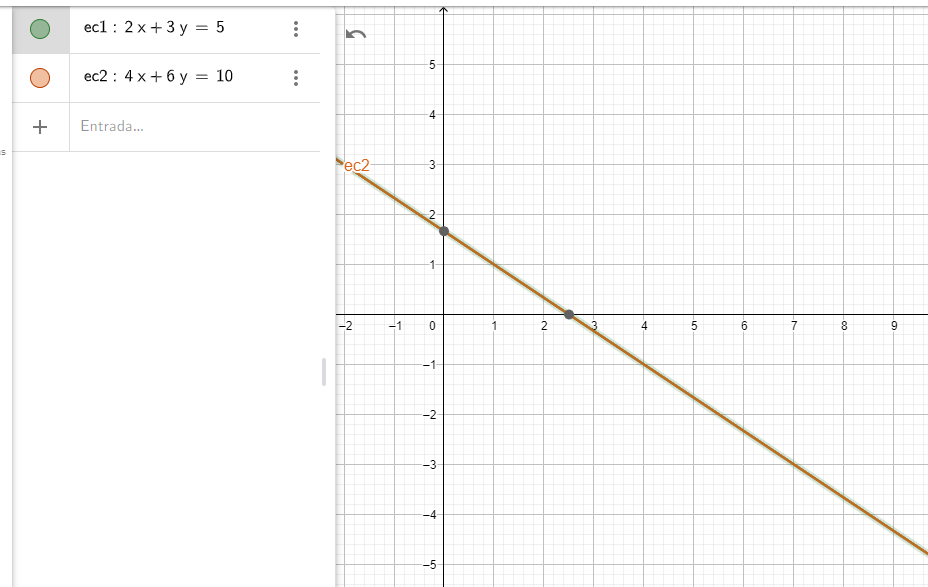 ec1 : 2 x + 3 y = 5
ec2 : 4 x + 6 y = 10
+ Entrada...
s
5
4
3
ec2
2
1
−2 −1 0 1 2 3 4 5 6 7 8 9
−1
−2
−3
−4
−5